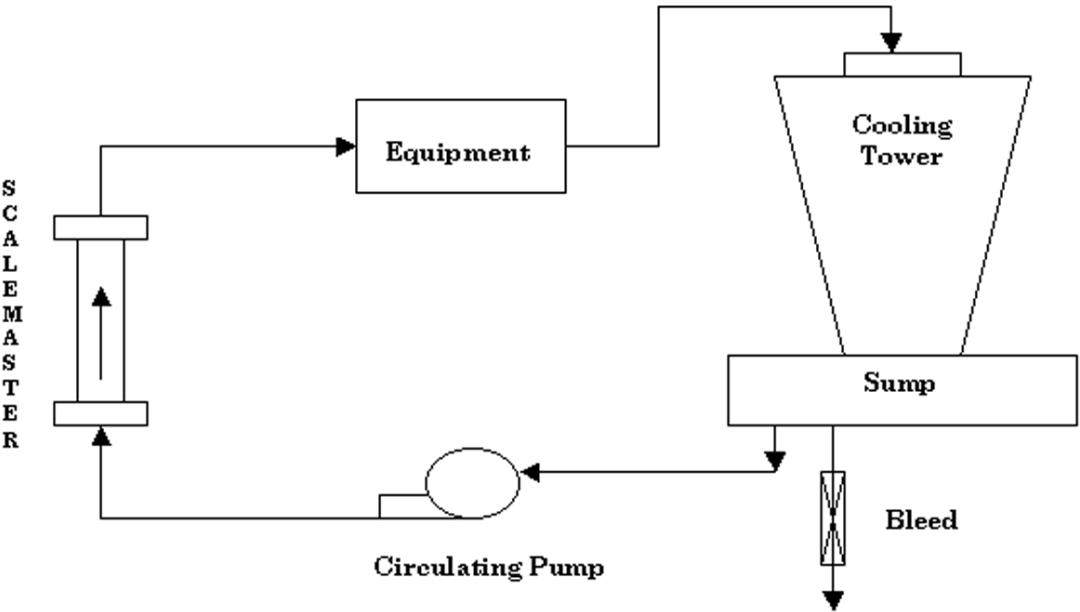 Cooling
Tower
Equipment
SCALEMASTER
Sump
Bleed
Circulating Pump